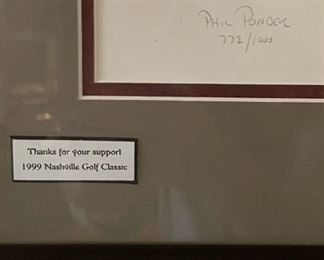 Phil Ponder
772/1000
Thanks for your support
1999 Nashville Golf Classic